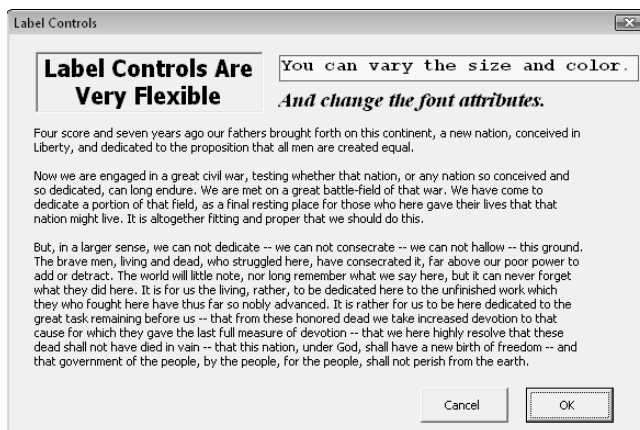 Label Controls
Label Controls Are
Very Flexible
You can vary the size and color.
And change the font attributes.
Four score and seven years ago our fathers brought forth on this continent, a new nation, conceived in
Liberty, and dedicated to the proposition that all men are created equal.
Now we are engaged in a great civil war, testing whether that nation, or any nation so conceived and
so dedicated, can long endure. We are met on a great battle-field of that war. We have come to
dedicate a portion of that field, as a final resting place for those who here gave their lives that that
nation might live. It is altogether fitting and proper that we should do this.
But, in a larger sense, we can not dedicate -- we can not consecrate -- we can not hallow -- this ground.
The brave men, living and dead, who struggled here, have consecrated it, far above our poor power to
add or detract. The world will little note, nor long remember what we say here, but it can never forget
what they did here. It is for us the living, rather, to be dedicated here to the unfinished work which
they who fought here have thus far so nobly advanced. It is rather for us to be here dedicated to the
great task remaining before us -- that from these honored dead we take increased devotion to that
cause for which they gave the last full measure of devotion -- that we here highly resolve that these
dead shall not have died in vain -- that this nation, under God, shall have a new birth of freedom -- and
that government of the people, by the people, for the people, shall not perish from the earth.
Cancel
OK